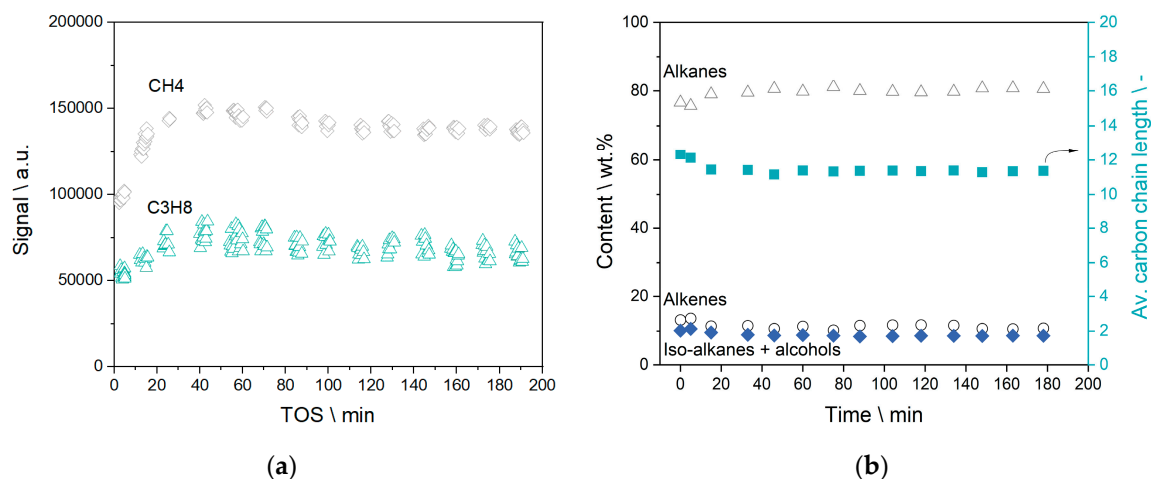 200000
150000
100000
50000
0
Signal \ a.u.
CH4
C3H8
0 20 40 60 80 100 120 140 160 180 200
TOS \ min
(a)
100
80
60
40
20
0
Content \ wt.%
Alkanes
Alkenes
Iso-alkanes + alcohols
20
18
16
14
12
10
8
6
4
2
0
Av. carbon chain length \ -
0 20 40 60 80 100 120 140 160 180 200
Time \ min
(b)